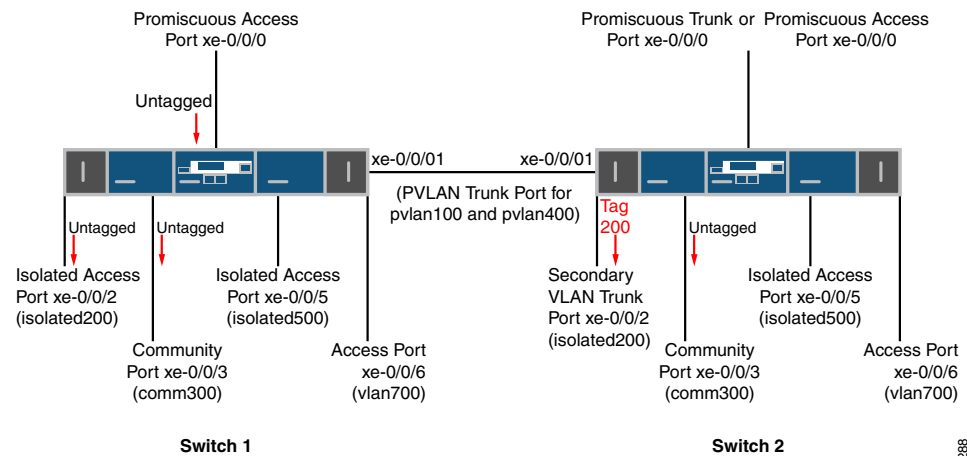 Promiscuous Access
Port xe-0/0/0
Promiscuous Trunk or
Port xe-0/0/0
Promiscuous Access
Port xe-0/0/0
Untagged
xe-0/0/01
xe-0/0/01
(PVLAN Trunk Port for
pvlan100 and pvlan400)
Untagged
Untagged
Tag
200
Untagged
Isolated Access
Port xe-0/0/2
(isolated200)
Isolated Access
Port xe-0/0/5
(isolated500)
Secondary
VLAN Trunk
Port xe-0/0/2
(isolated200)
Isolated Access
Port xe-0/0/5
(isolated500)
Community
Port xe-0/0/3
(comm300)
Access Port
xe-0/0/6
(vlan700)
Community
Port xe-0/0/3
(comm300)
Access Port
xe-0/0/6
(vlan700)
Switch 1
Switch 2